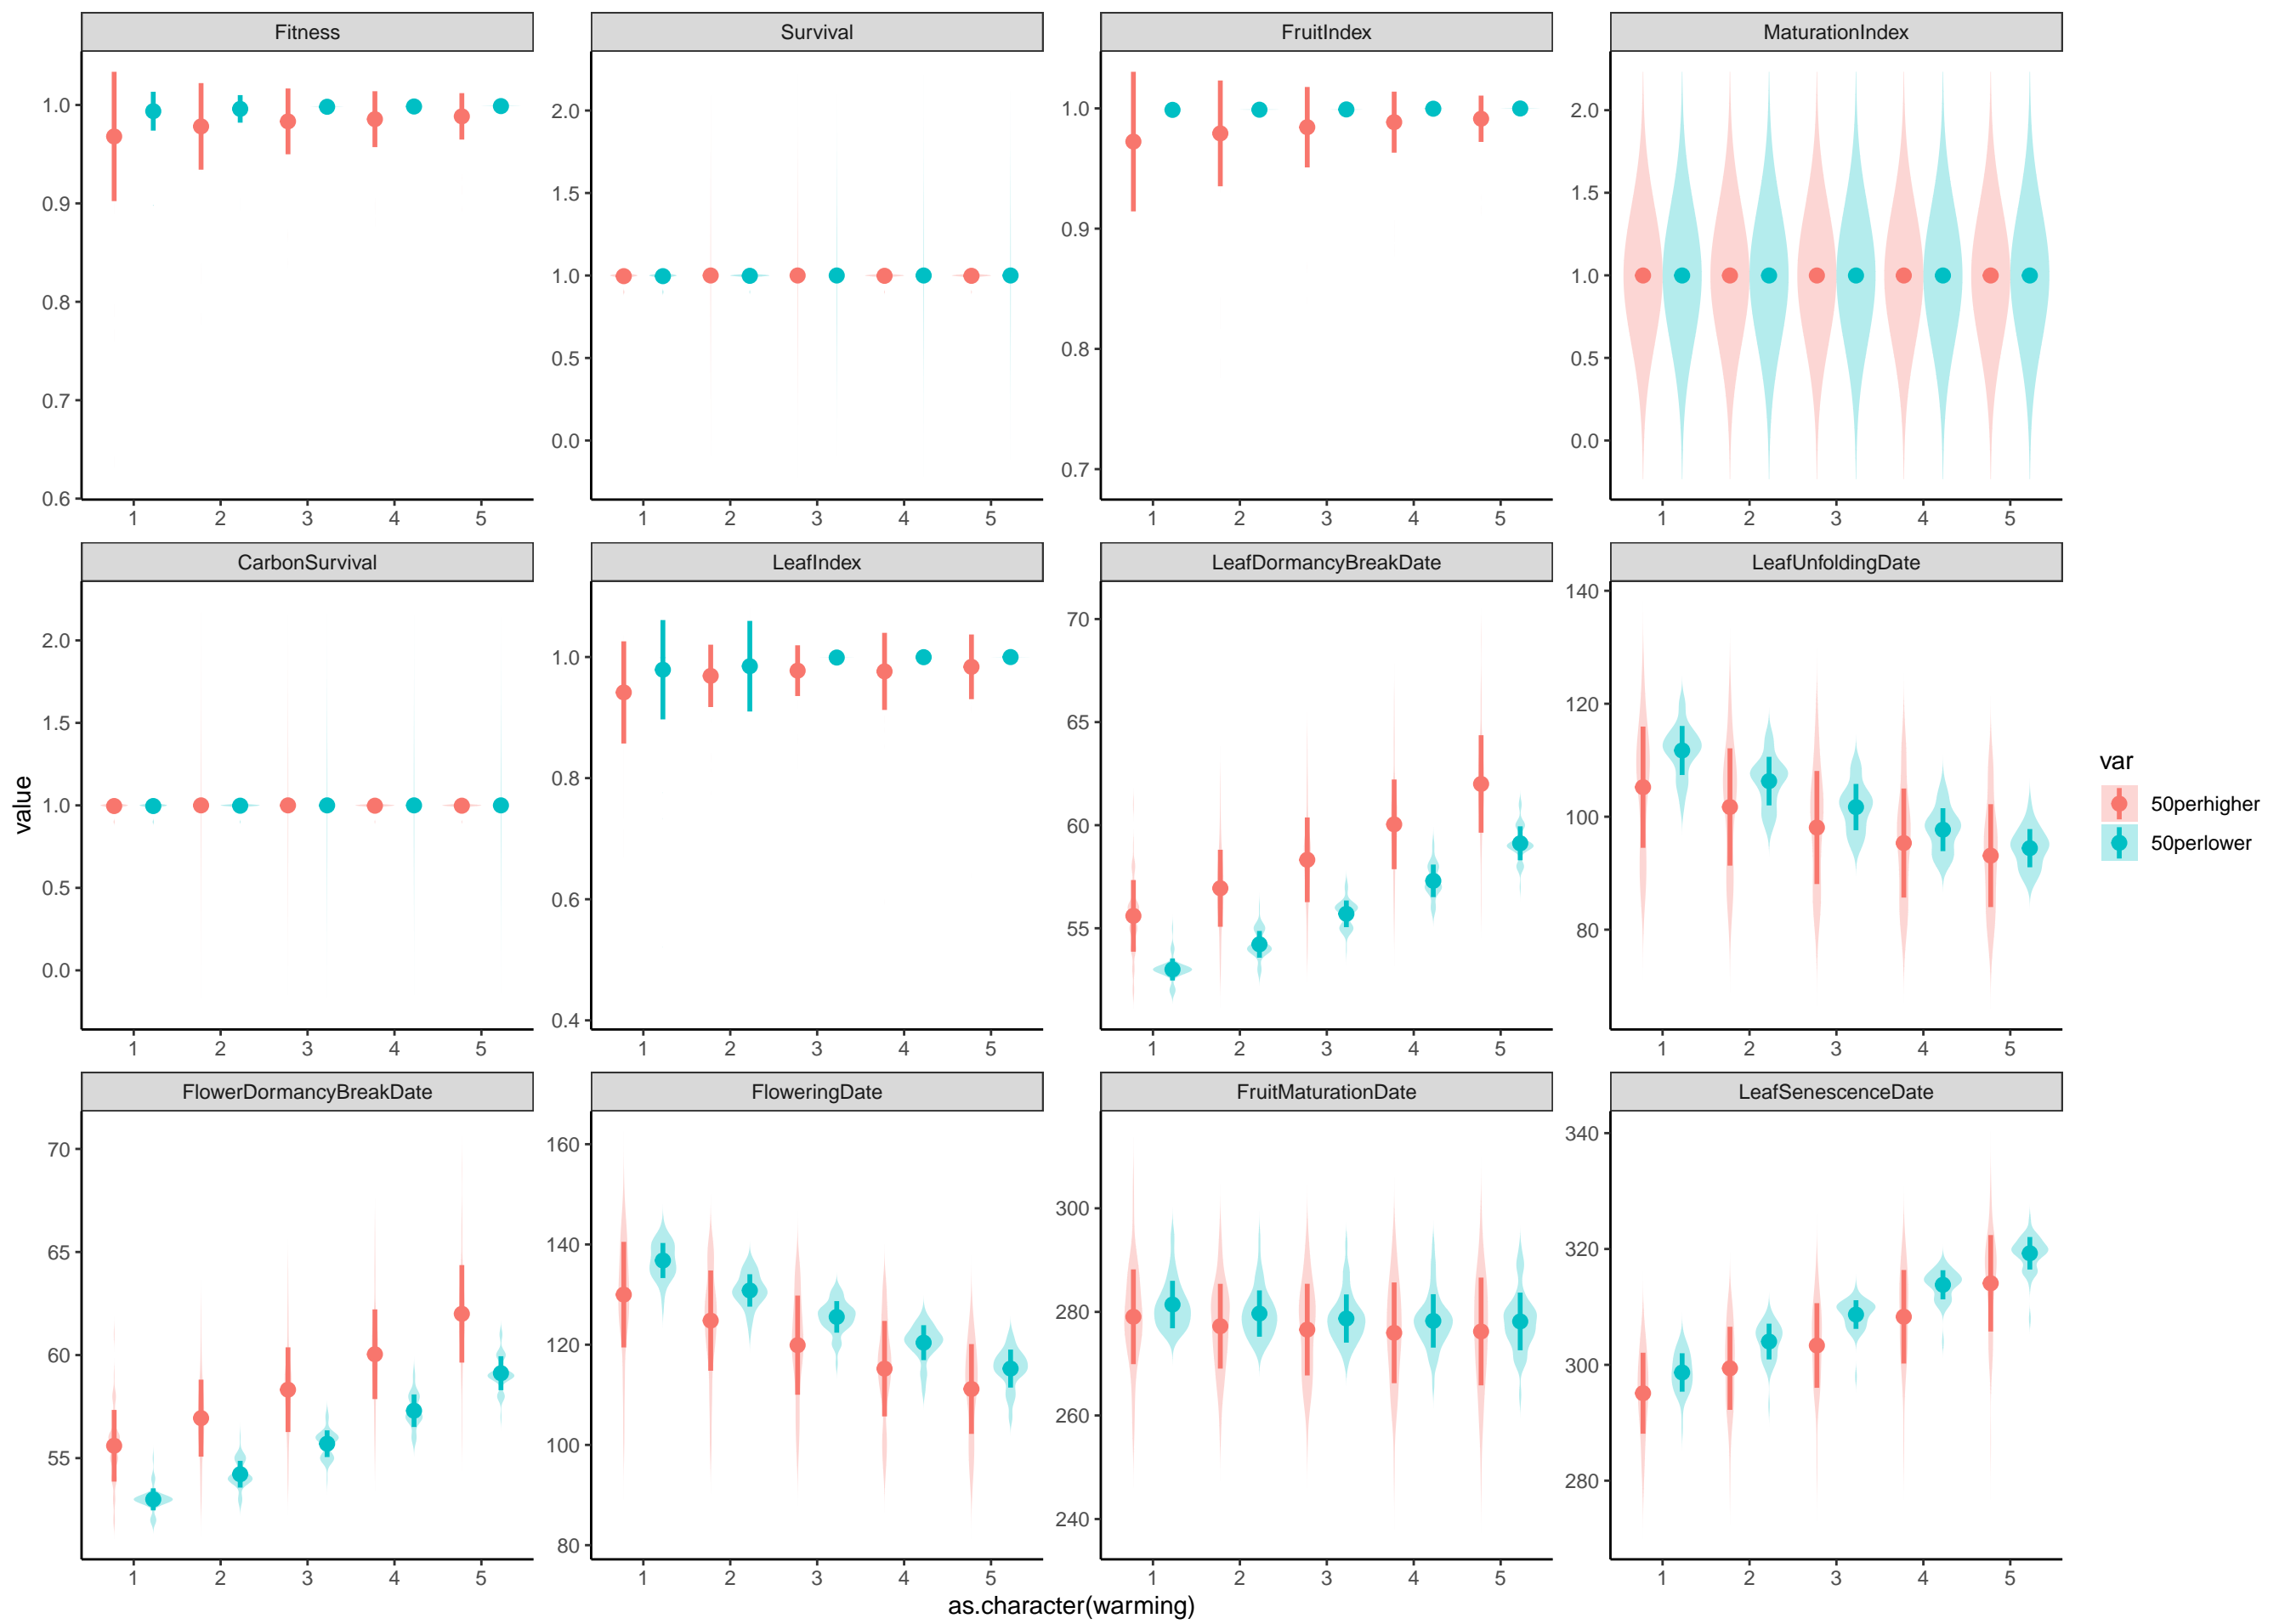 Fitness Survival FruitIndex MaturationIndex
1.0 0.9 0.8 0.7 0.6
2.0 1.5 1.0 0.5 0.0
1.0 0.9 0.8 0.7
2.0 1.5 1.0 0.5 0.0
1 2 3 4 5 1 2 3 4 5 1 2 3 4 5 1 2 3 4 5
CarbonSurvival LeafIndex LeafDormancyBreakDate LeafUnfoldingDate
2.0 1.5 1.0 0.5 0.0
1.0 0.8 0.6 0.4
70 65 60 55
140 120 100 80
1 2 3 4 5 1 2 3 4 5 1 2 3 4 5 1 2 3 4 5
FlowerDormancyBreakDate FloweringDate FruitMaturationDate LeafSenescenceDate
70 65 60 55
160 140 120 100 80
300 280 260 240
340 320 300 280
1 2 3 4 5 1 2 3 4 5 1 2 3 4 5 1 2 3 4 5
value
as.character(warming)
var
50perhigher
50perlower